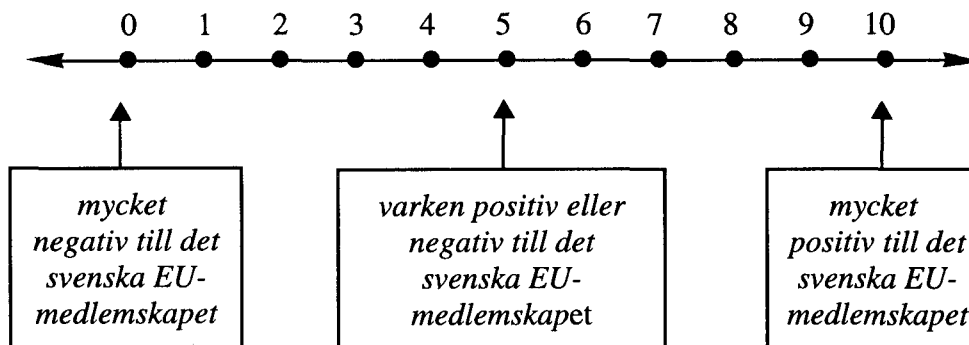 0 1 2 3 4 5 6 7 8 9 10
mycket
negativ till det
svenska EU-
medlemskapet
varken positiv eller
negativ till det
svenska EU-
medlemskapet
mycket
positiv till det
svenska EU-
medlemskapet